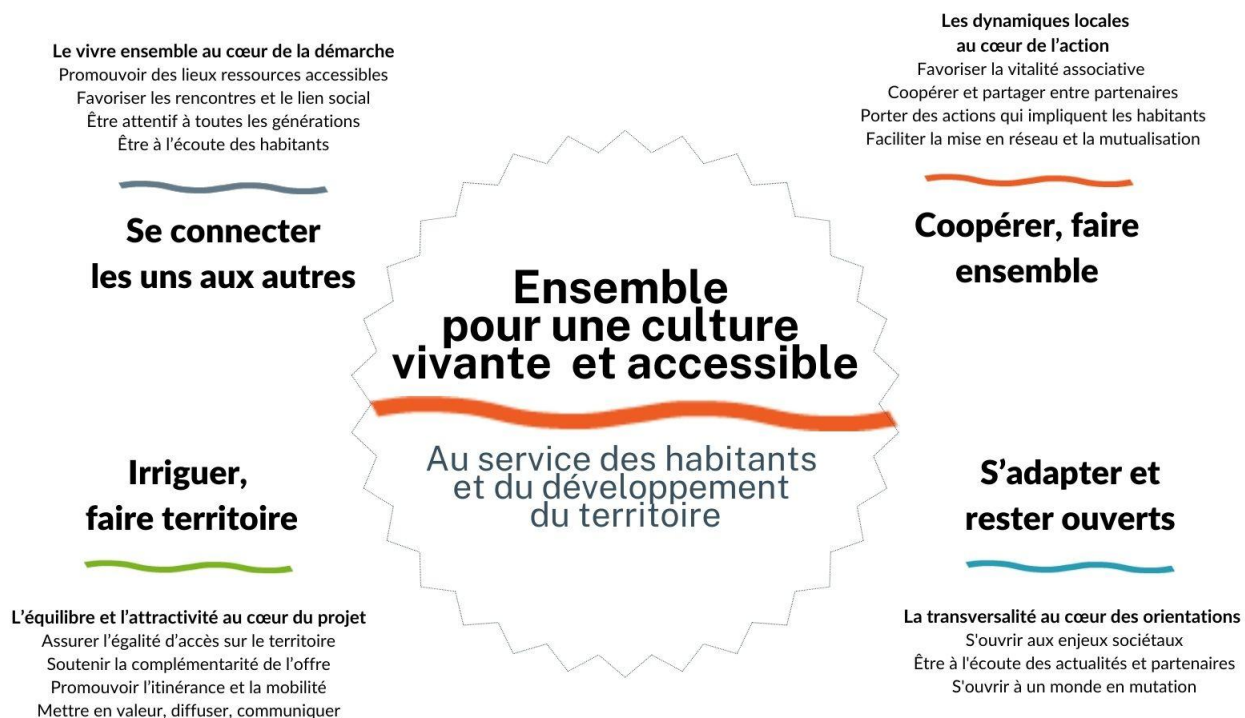 Le vivre ensemble au cœur de la démarche
Promouvoir des lieux ressources accessibles
Favoriser les rencontres et le lien social
Être attentif à toutes les générations
Être à l'écoute des habitants
Se connecter
les uns aux autres
Les dynamiques locales
au cœur de l'action
Favoriser la vitalité associative
Coopérer et partager entre partenaires
Porter des actions qui impliquent les habitants
Faciliter la mise en réseau et la mutualisation
Coopérer, faire
ensemble
Ensemble
pour une culture
vivante et accessible
Au service des habitants
et du développement
du territoire
Irriguer,
faire territoire
L'équilibre et l'attractivité au cœur du projet
Assurer l'égalité d'accès sur le territoire
Soutenir la complémentarité de l'offre
Promouvoir l'itinérance et la mobilité
Mettre en valeur, diffuser, communiquer
S'adapter et
rester ouverts
La transversalité au cœur des orientations
S'ouvrir aux enjeux sociétaux
Être à l'écoute des actualités et partenaires
S'ouvrir à un monde en mutation